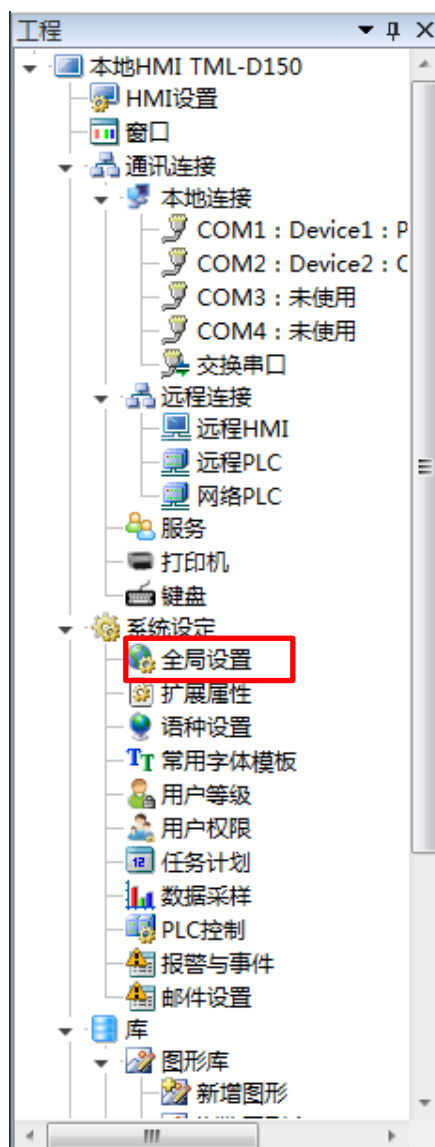 工程
本地HMI TML-D150
HMI设置
窗口
通讯连接
本地连接
COM1：Device1：P
COM2：Device2：C
COM3：未使用
COM4：未使用
交换串口
远程连接
远程HMI
远程PLC
网络PLC
服务
打印机
键盘
系统设定
全局设置
扩展属性
语种设置
常用字体模板
用户等级
用户权限
任务计划
数据采样
PLC控制
报警与事件
邮件设置
库
图形库
新增图形